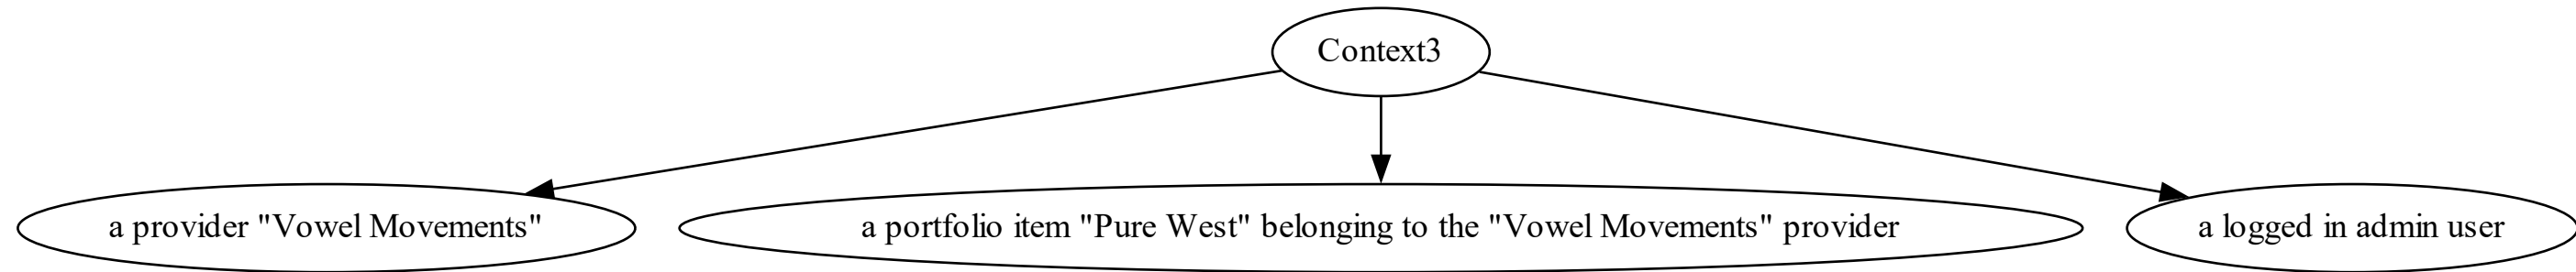 Context3
a provider "Vowel Movements"
a portfolio item "Pure West" belonging to the "Vowel Movements" provider
a logged in admin user